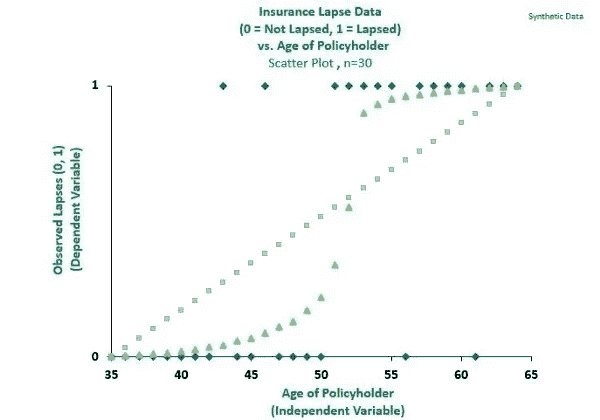 Insurance Lapse Data
(0 = Not Lapsed, 1 = Lapsed)
vs. Age of Policyholder
Scatter Plot , n=30
Synthetic Data
1
Observed Lapses (0, 1)
(Dependent Variable)
0
35 40 45 50 55 60 65
Age of Policyholder
(Independent Variable)